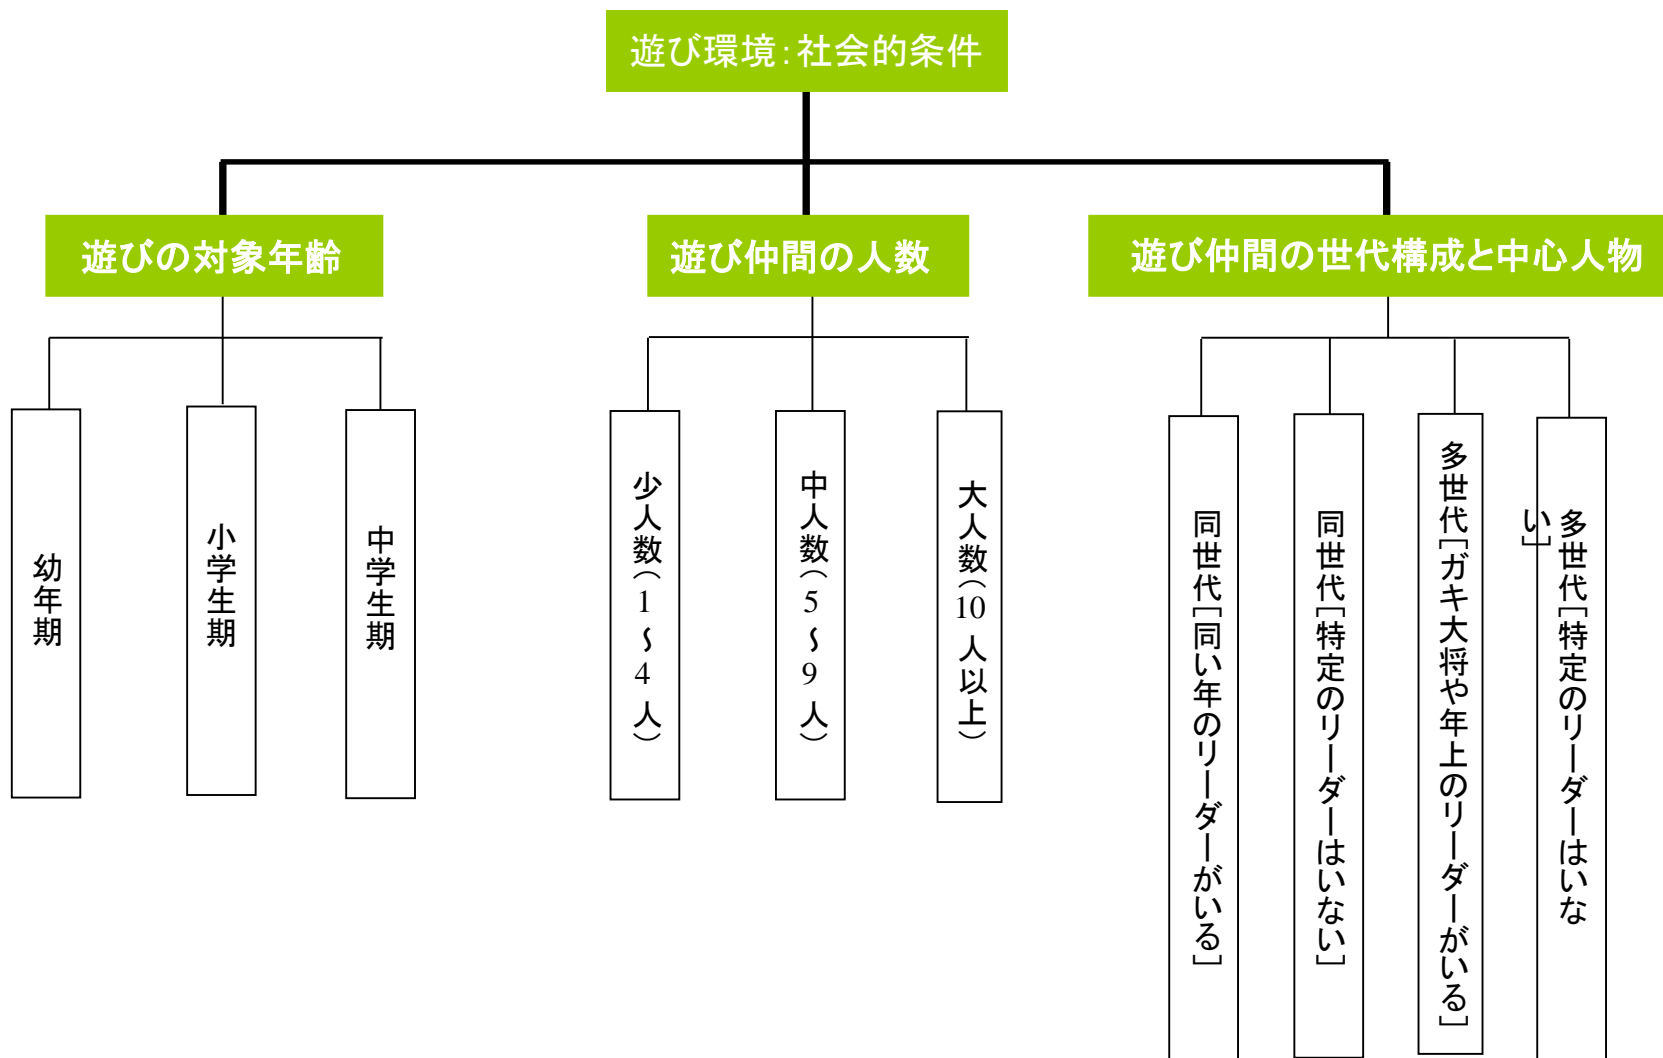 遊び環境：社会的条件
遊びの対象年齢
遊び仲間の人数
遊び仲間の世代構成と中心人物
幼年期
小学生期
中学生期
少人数（1～4人）
中人数（5～9人）
大人数（10人以上）
同世代［同い年のリーダーがいる］
同世代［特定のリーダーはいない］
多世代［ガキ大将や年上のリーダーがいる］
多世代［特定のリーダーはいな
い］